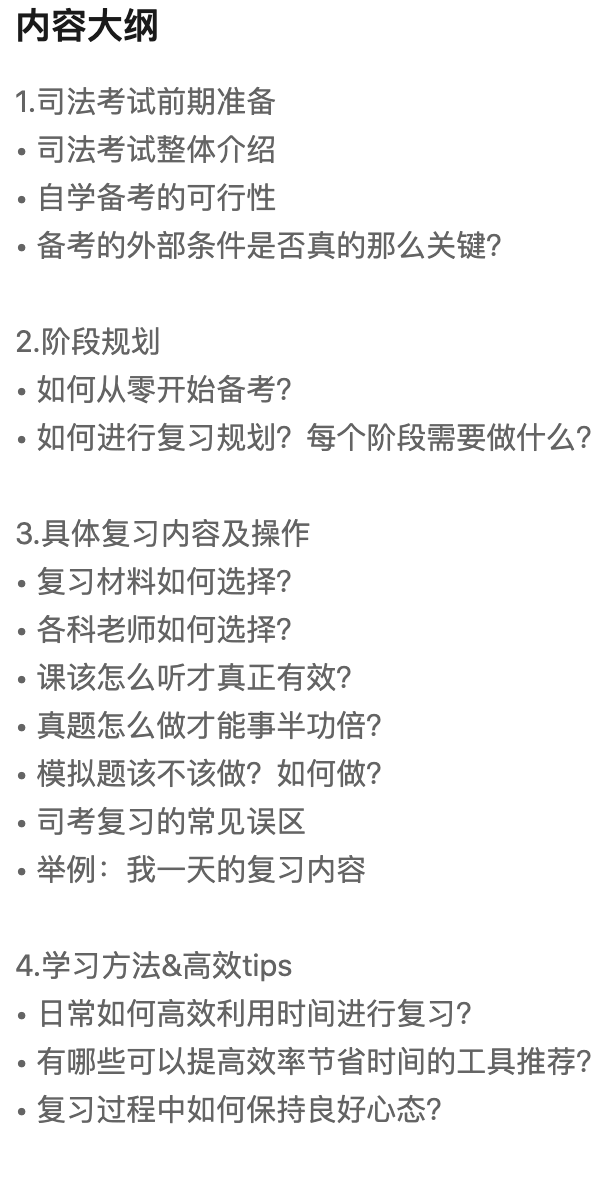 内容大纲
1.司法考试前期准备
• 司法考试整体介绍
• 自学备考的可行性
• 备考的外部条件是否真的那么关键？
2.阶段规划
• 如何从零开始备考？
• 如何进行复习规划？每个阶段需要做什么？
3.具体复习内容及操作
• 复习材料如何选择？
• 各科老师如何选择？
• 课该怎么听才真正有效？
• 真题怎么做才能事半功倍？
• 模拟题该不该做？如何做？
• 司考复习的常见误区
• 举例：我一天的复习内容
4.学习方法&高效tips
• 日常如何高效利用时间进行复习？
• 有哪些可以提高效率节省时间的工具推荐？
• 复习过程中如何保持良好心态？